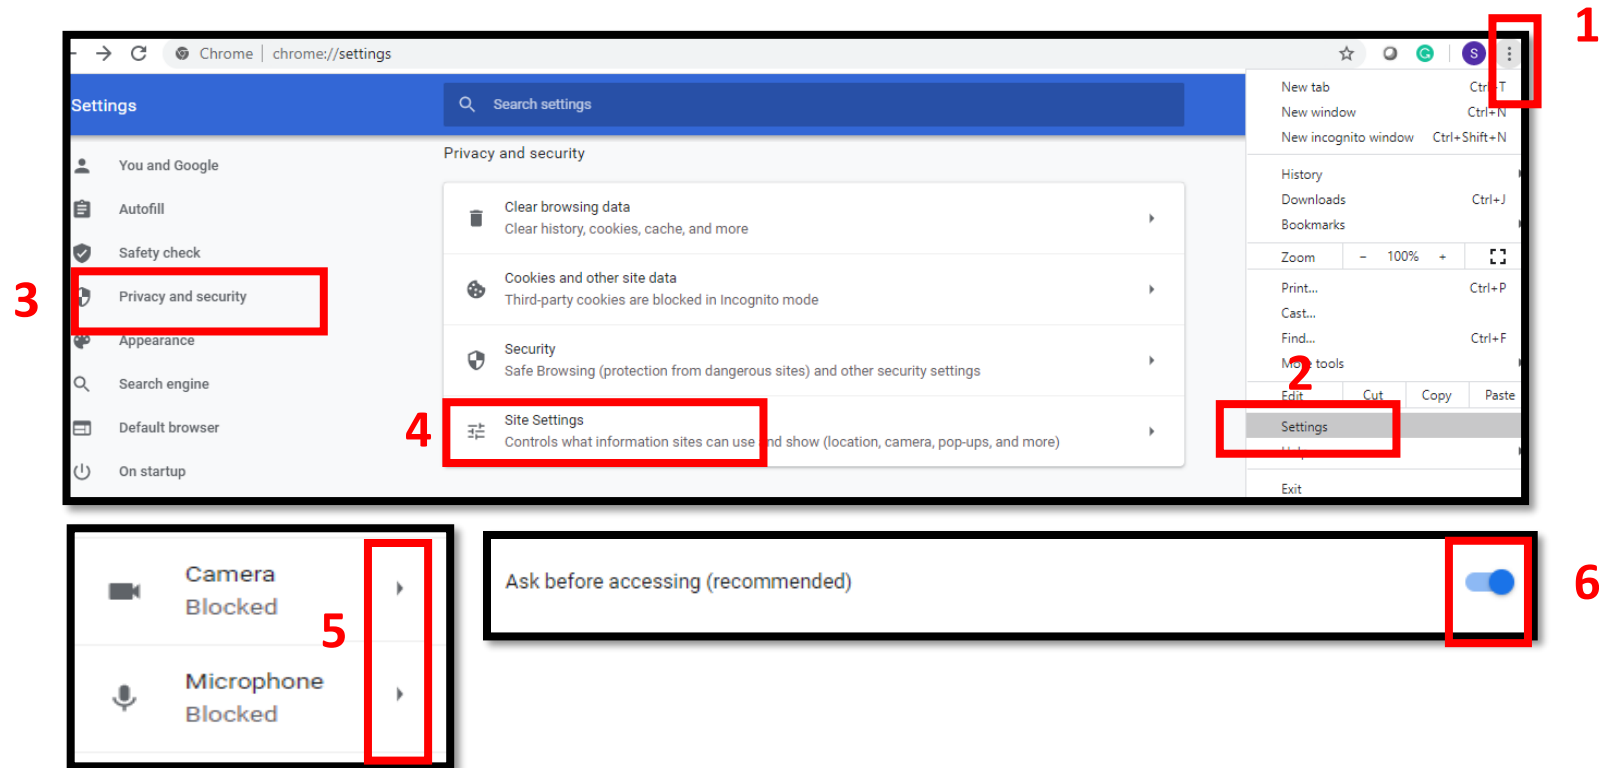 1
Chrome | chrome://settings
S
Settings
Search settings
You and Google
Autofill
Safety check
3
Privacy and security
Appearance
Search engine
Default browser
On startup
Privacy and security
Clear browsing data
Clear history, cookies, cache, and more
Cookies and other site data
Third-party cookies are blocked in Incognito mode
Security
Safe Browsing (protection from dangerous sites) and other security settings
4
Site Settings
Controls what information sites can use and show (location, camera, pop-ups, and more)
New tab Ctrl+T
New window Ctrl+N
New incognito window Ctrl+Shift+N
History
Downloads Ctrl+J
Bookmarks
Zoom - 100% +
Print... Ctrl+P
Cast...
Find... Ctrl+F
More tools
2
Edit Cut Copy Paste
Settings
Help
Exit
Camera
Blocked
5
Microphone
Blocked
Ask before accessing (recommended)
6